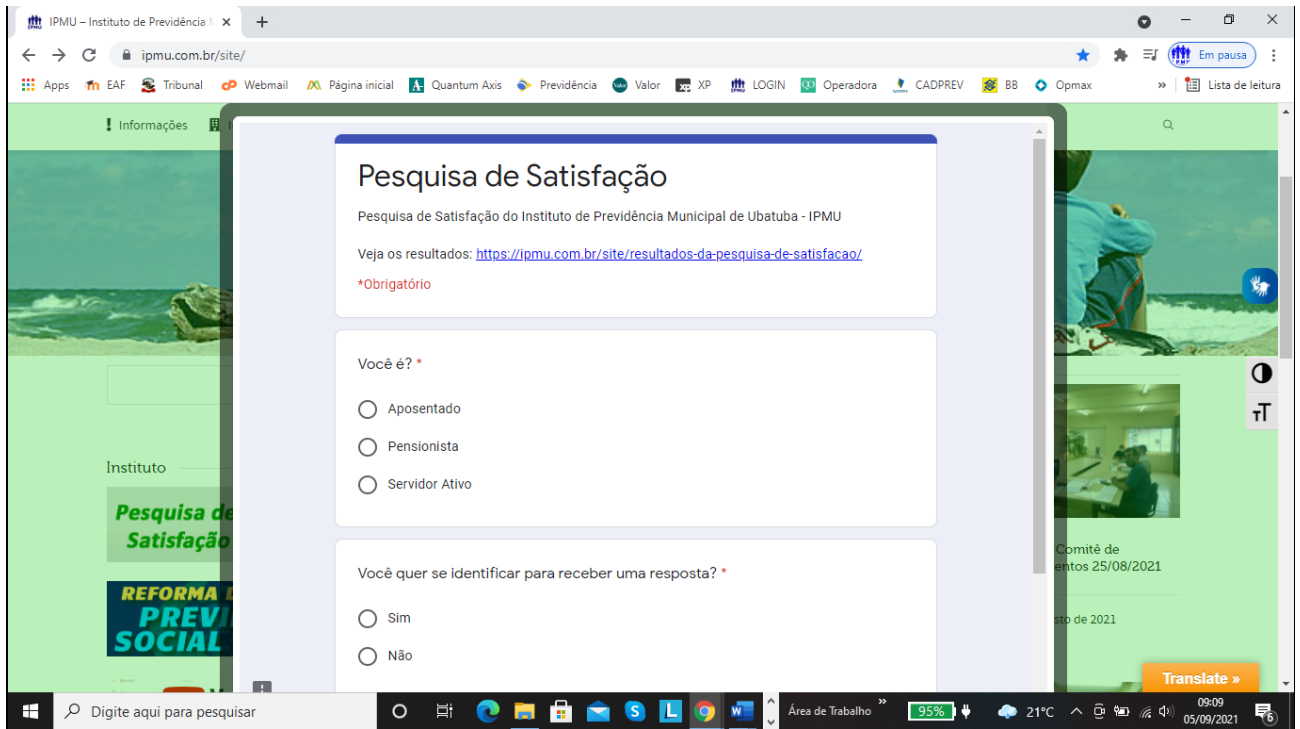 IPMU – Instituto de Previdência
ipmu.com.br/site/
Em pausa
Apps EAF Tribunal Webmail Página inicial Quantum Axis Previdência Valor XP LOGIN Operadora CADPREV BB Opmax » Lista de leitura
Informações
Pesquisa de Satisfação
Pesquisa de Satisfação do Instituto de Previdência Municipal de Ubatuba - IPMU
Veja os resultados: https://ipmu.com.br/site/resultados-da-pesquisa-de-satisfacao/
*Obrigatório
Você é? *
Aposentado
Pensionista
Servidor Ativo
Você quer se identificar para receber uma resposta? *
Sim
Não
Instituto
Pesquisa de
Satisfação
REFORMA D
PREVI
SOCIAL
Comitê de
entos 25/08/2021
sto de 2021
Translate »
Digite aqui para pesquisar
Área de Trabalho »
95%
21°C
09:09
05/09/2021
6